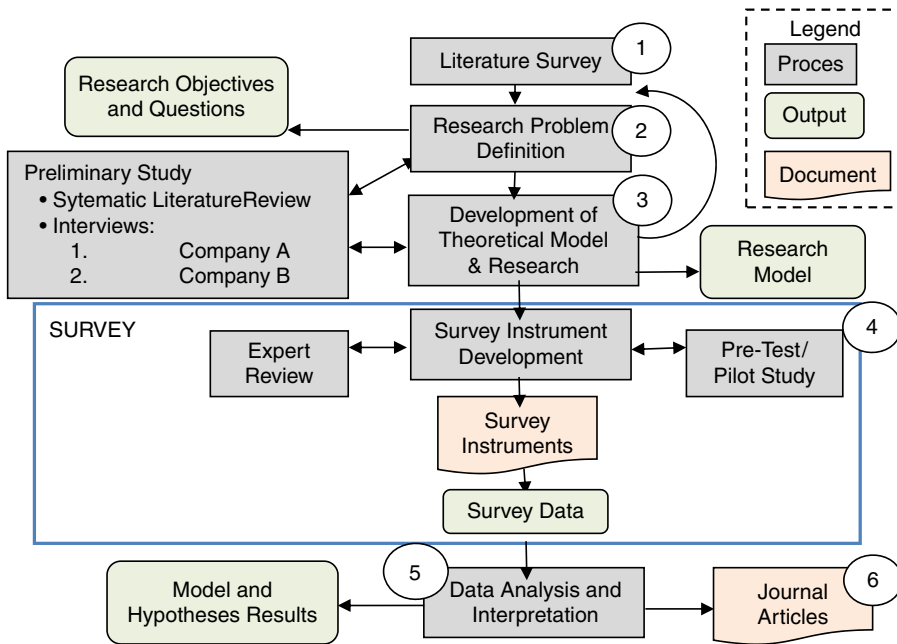 Literature Survey
1
Research Objectives
and Questions
Research Problem
Definition
2
Preliminary Study
• Sytematic LiteratureReview
• Interviews:
1. Company A
2. Company B
Development of
Theoretical Model
& Research
3
Research
Model
Legend
Proces
Output
Document
SURVEY
Expert
Review
Survey Instrument
Development
Pre-Test/
Pilot Study
4
Survey
Instruments
Survey Data
Model and
Hypotheses Results
5
Data Analysis and
Interpretation
Journal
Articles
6